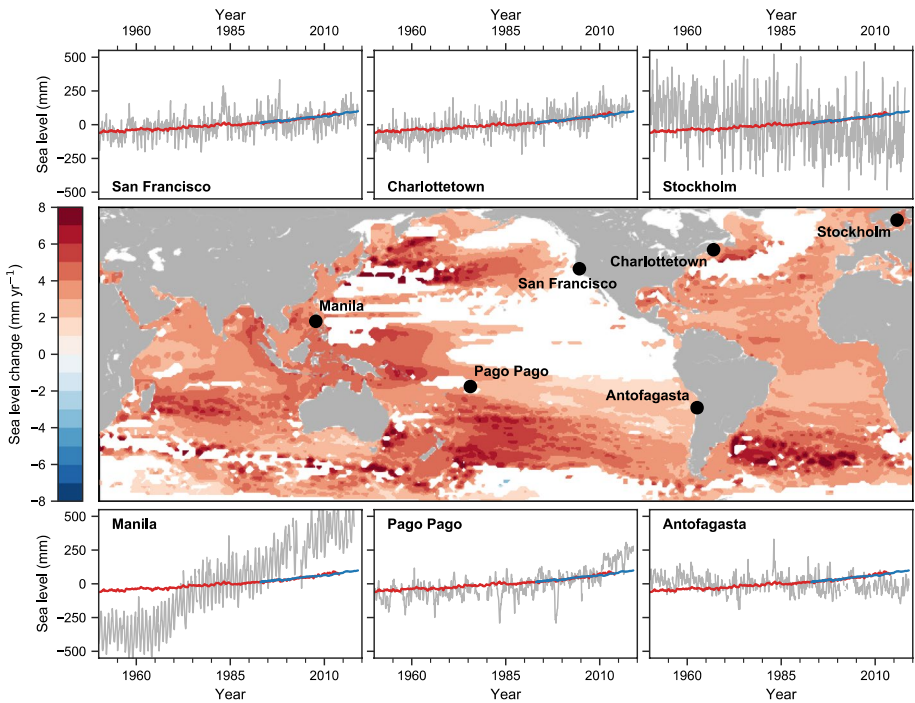 Year Year Year
1960 1985 2010 1960 1985 2010 1960 1985 2010
Sea level (mm)
500
250
0
−250
−500
San Francisco Charlottetown Stockholm
Sea level change (mm yr⁻¹)
8
6
4
2
0
−2
−4
−6
−8
Stockholm
Charlottetown
San Francisco
Manila
Pago Pago
Antofagasta
Manila Pago Pago Antofagasta
Sea level (mm)
500
250
0
−250
−500
1960 1985 2010 1960 1985 2010 1960 1985 2010
Year Year Year